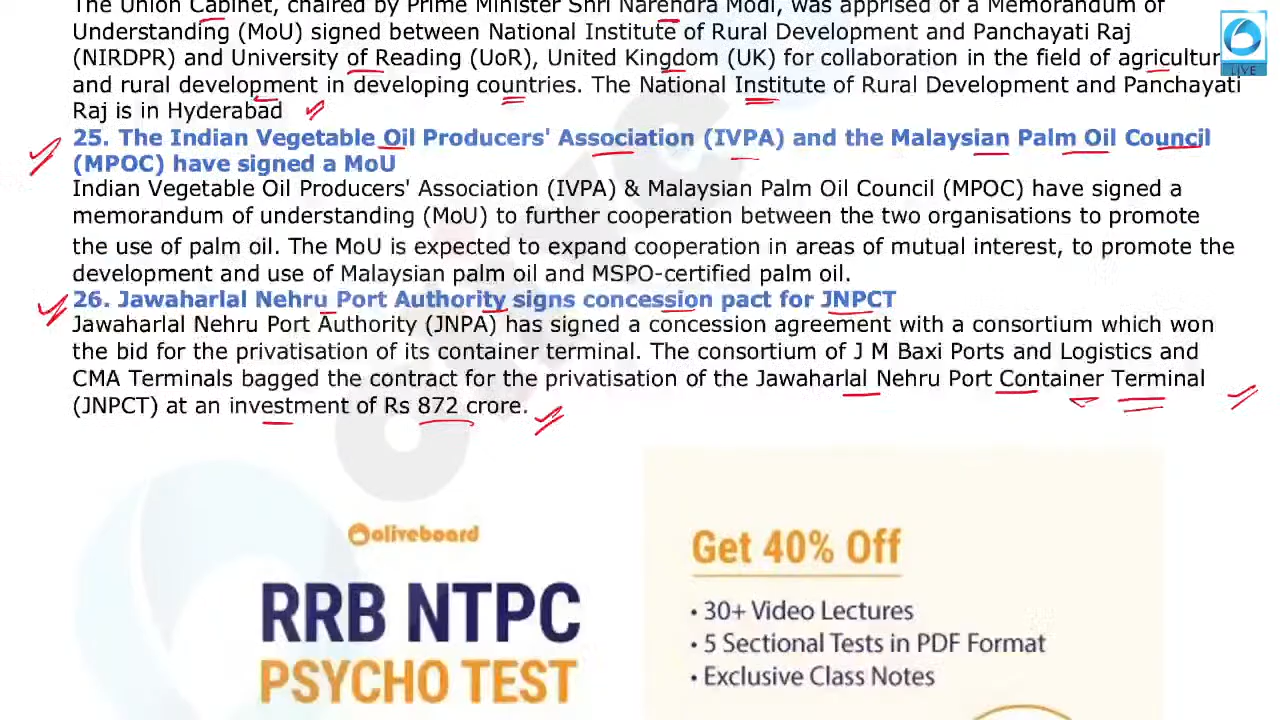 The Union Cabinet, chaired by Prime Minister Shri Narendra Modi, was apprised of a Memorandum of
Understanding (MoU) signed between National Institute of Rural Development and Panchayati Raj
(NIRDPR) and University of Reading (UoR), United Kingdom (UK) for collaboration in the field of agricultur
and rural development in developing countries. The National Institute of Rural Development and Panchayati
Raj is in Hyderabad
25. The Indian Vegetable Oil Producers' Association (IVPA) and the Malaysian Palm Oil Council
(MPOC) have signed a MoU
Indian Vegetable Oil Producers' Association (IVPA) & Malaysian Palm Oil Council (MPOC) have signed a
memorandum of understanding (MoU) to further cooperation between the two organisations to promote
the use of palm oil. The MoU is expected to expand cooperation in areas of mutual interest, to promote the
development and use of Malaysian palm oil and MSPO-certified palm oil.
26. Jawaharlal Nehru Port Authority signs concession pact for JNPCT
Jawaharlal Nehru Port Authority (JNPA) has signed a concession agreement with a consortium which won
the bid for the privatisation of its container terminal. The consortium of J M Baxi Ports and Logistics and
CMA Terminals bagged the contract for the privatisation of the Jawaharlal Nehru Port Container Terminal
(JNPCT) at an investment of Rs 872 crore.
LIVE
oliveboard
RRB NTPC
PSYCHO TEST
Get 40% Off
• 30+ Video Lectures
• 5 Sectional Tests in PDF Format
• Exclusive Class Notes